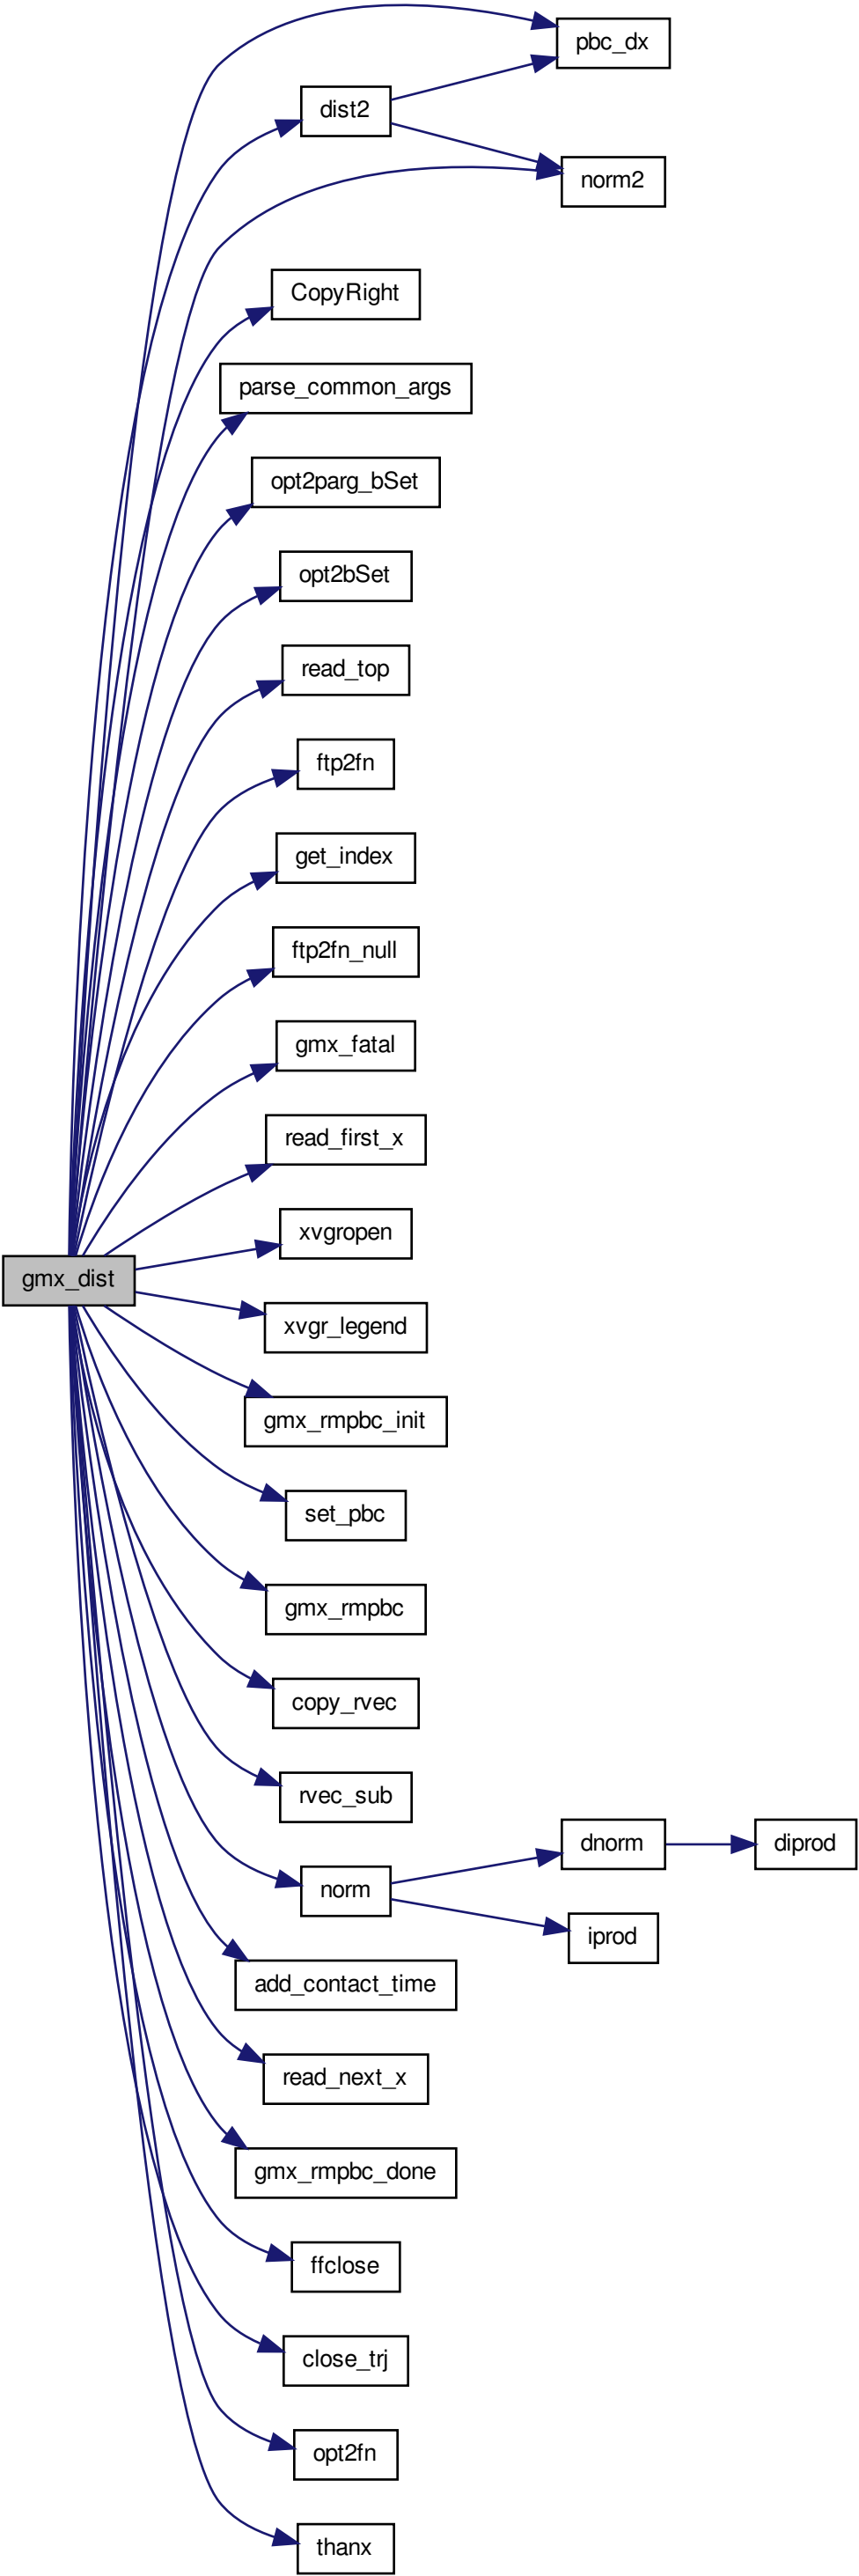 pbc_dx
dist2
norm2
CopyRight
parse_common_args
opt2parg_bSet
opt2bSet
read_top
ftp2fn
get_index
ftp2fn_null
gmx_fatal
read_first_x
xvgropen
gmx_dist
xvgr_legend
gmx_rmpbc_init
set_pbc
gmx_rmpbc
copy_rvec
rvec_sub
dnorm
diprod
norm
iprod
add_contact_time
read_next_x
gmx_rmpbc_done
ffclose
close_trj
opt2fn
thanx